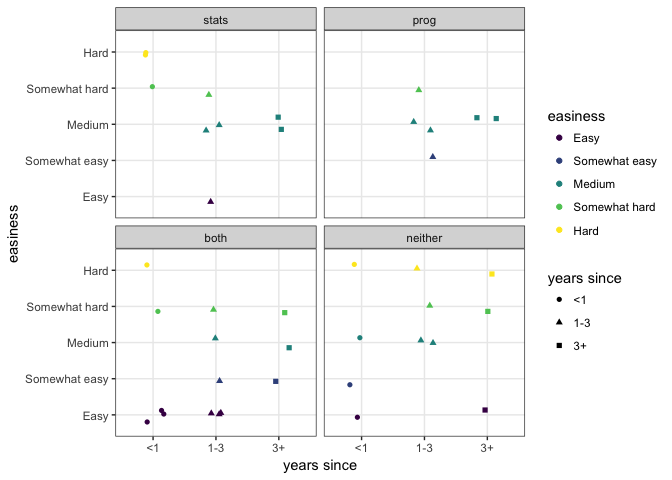 stats
prog
Hard
Somewhat hard
Medium
Somewhat easy
Easy
both
neither
Hard
Somewhat hard
Medium
Somewhat easy
Easy
<1
1-3
3+
<1
1-3
3+
years since
easiness
easiness
Easy
Somewhat easy
Medium
Somewhat hard
Hard
years since
<1
1-3
3+